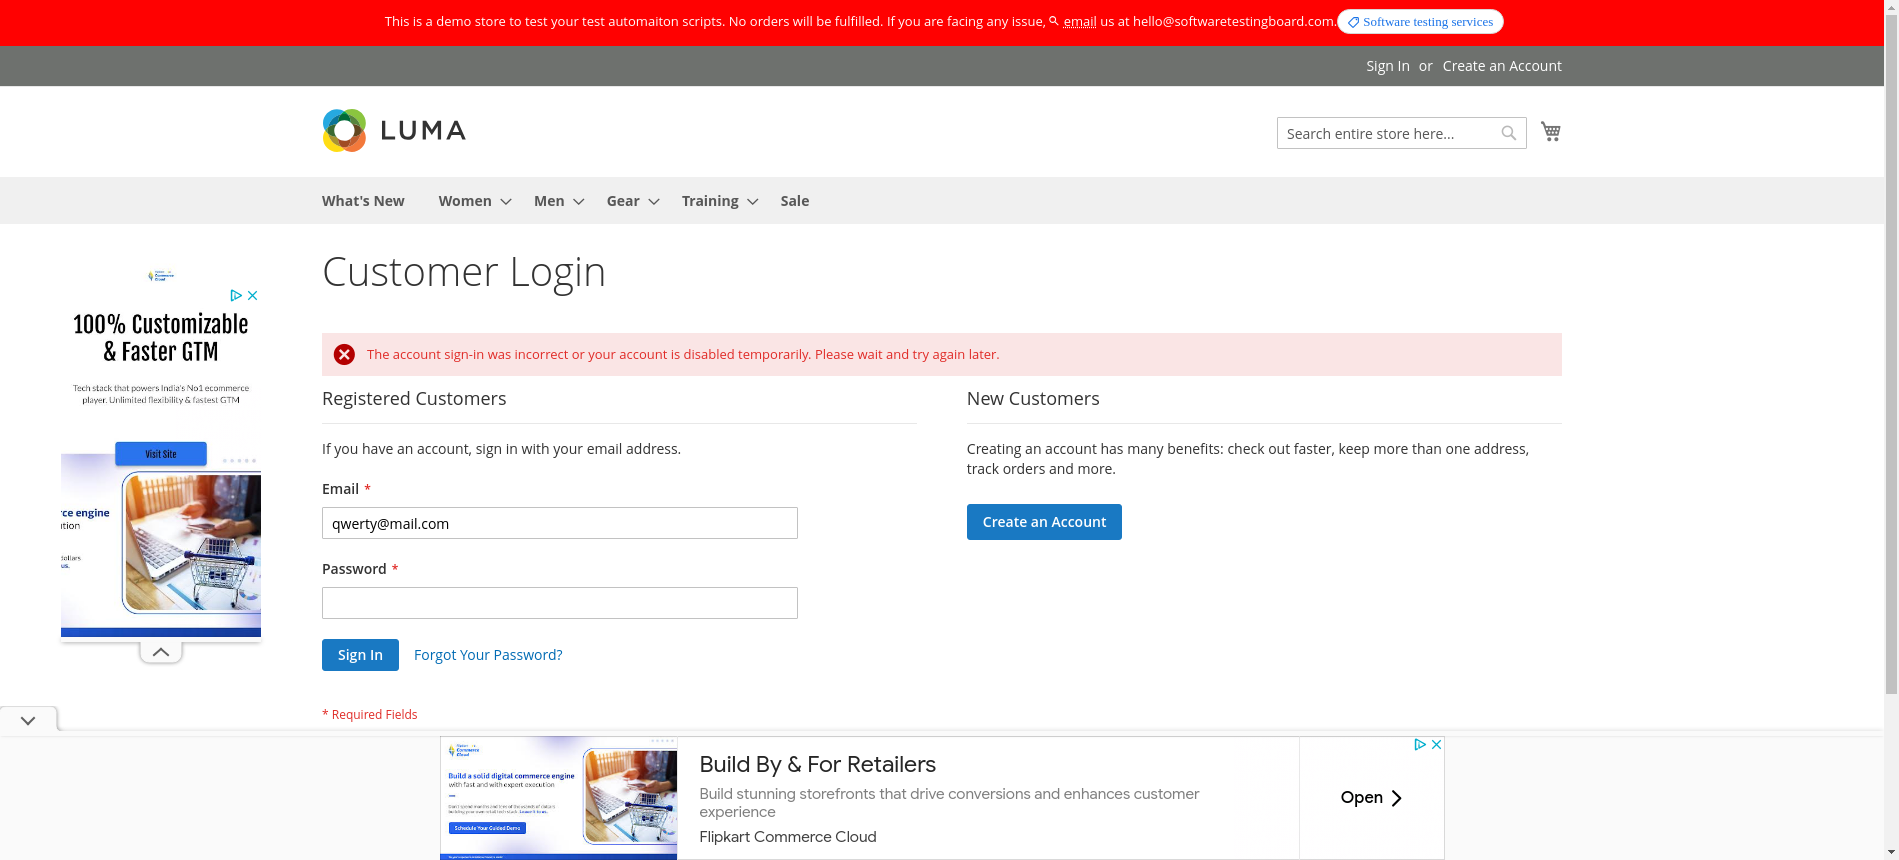 This is a demo store to test your test automaiton scripts. No orders will be fulfilled. If you are facing any issue, email us at hello@softwaretestingboard.com. Software testing services
Sign In or Create an Account
LUMA
Search entire store here...
What's New Women Men Gear Training Sale
Customer Login
100% Customizable
& Faster GTM
Tech stack that powers India's No1 ecommerce
player. Unlimited flexibility & fastest GTM
Visit Site
ce engine
The account sign-in was incorrect or your account is disabled temporarily. Please wait and try again later.
Registered Customers
If you have an account, sign in with your email address.
Email *
qwerty@mail.com
Password *
Sign In Forgot Your Password?
* Required Fields
New Customers
Creating an account has many benefits: check out faster, keep more than one address,
track orders and more.
Create an Account
Commerce
Cloud
Build a solid digital commerce engine
with fast and with expert execution
Schedule Your Guided Demo
Build By & For Retailers
Build stunning storefronts that drive conversions and enhances customer
experience
Flipkart Commerce Cloud
Open